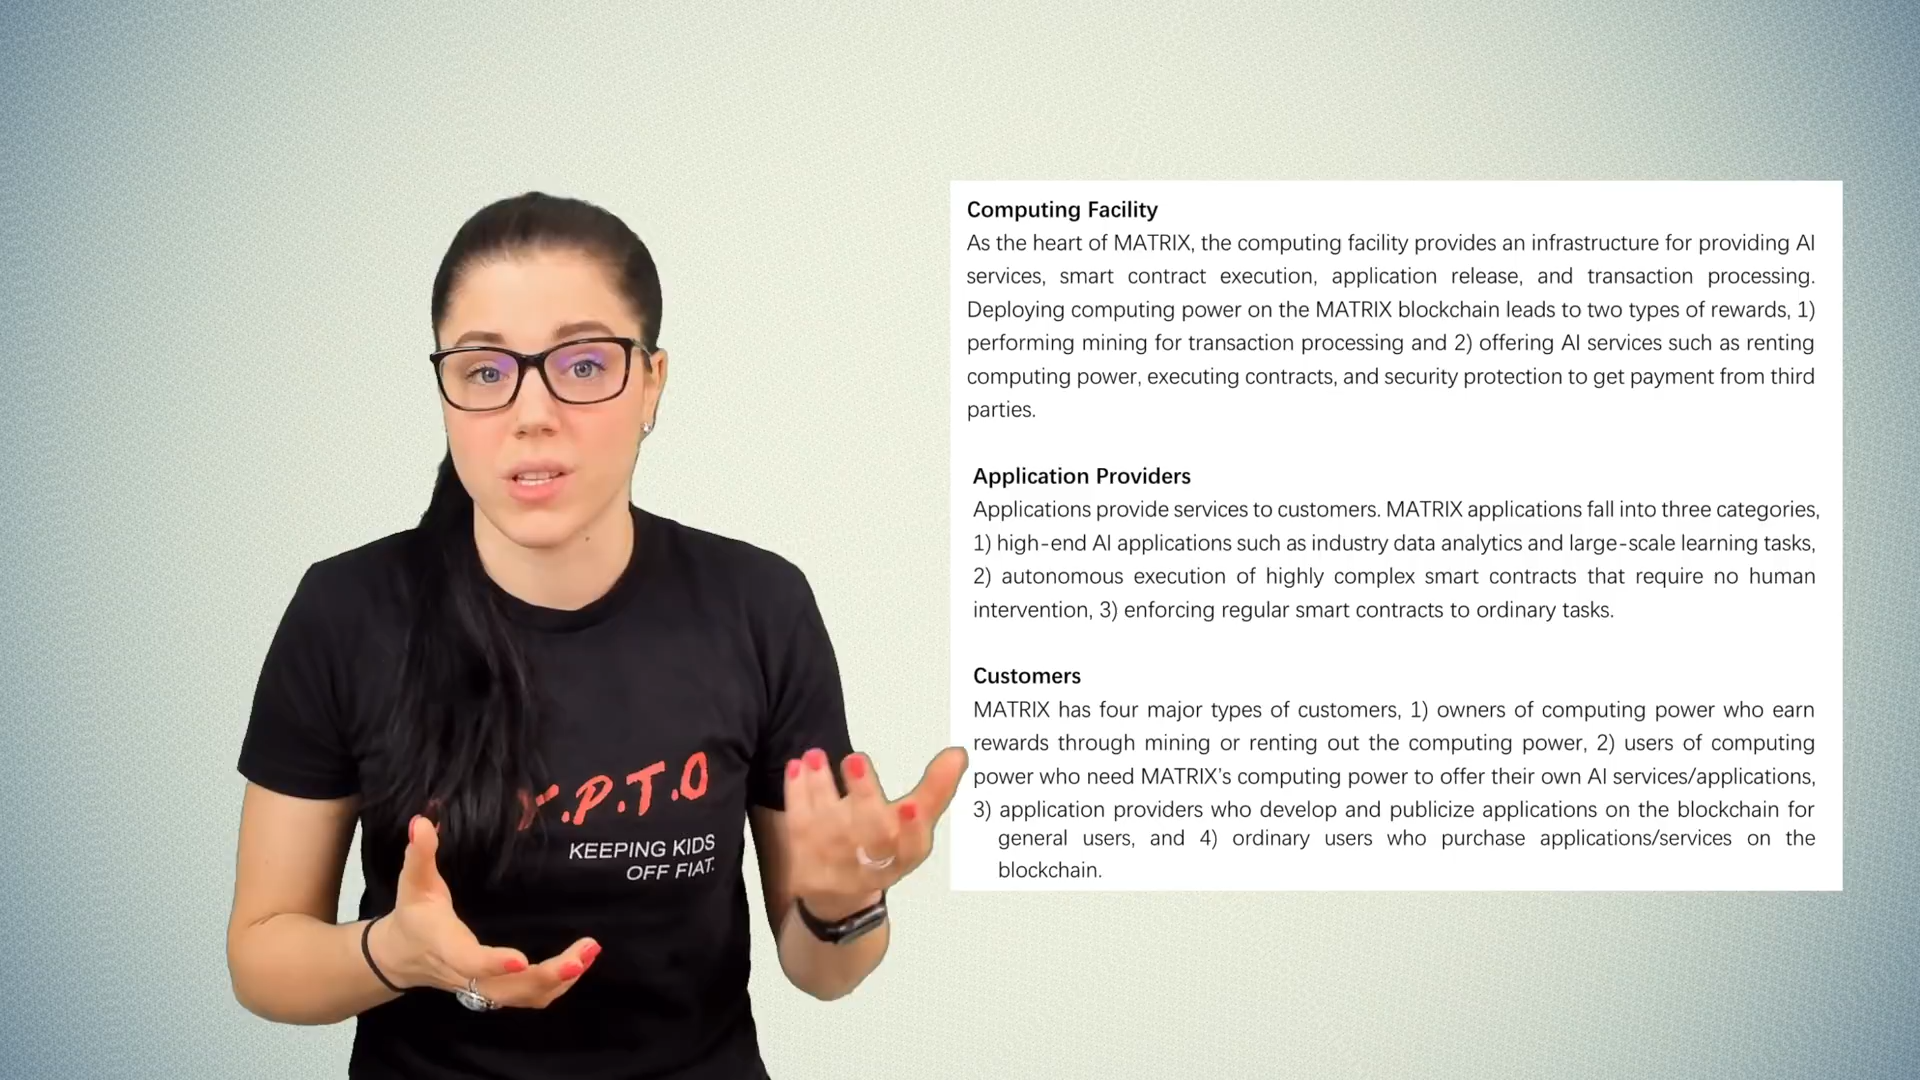 Computing Facility
As the heart of MATRIX, the computing facility provides an infrastructure for providing AI
services, smart contract execution, application release, and transaction processing.
Deploying computing power on the MATRIX blockchain leads to two types of rewards, 1)
performing mining for transaction processing and 2) offering AI services such as renting
computing power, executing contracts, and security protection to get payment from third
parties.
Application Providers
Applications provide services to customers. MATRIX applications fall into three categories,
1) high-end AI applications such as industry data analytics and large-scale learning tasks,
2) autonomous execution of highly complex smart contracts that require no human
intervention, 3) enforcing regular smart contracts to ordinary tasks.
Customers
MATRIX has four major types of customers, 1) owners of computing power who earn
rewards through mining or renting out the computing power, 2) users of computing
power who need MATRIX's computing power to offer their own AI services/applications,
3) application providers who develop and publicize applications on the blockchain for
general users, and 4) ordinary users who purchase applications/services on the
blockchain.
Y.P.T.O
KEEPING KIDS
OFF FIAT.